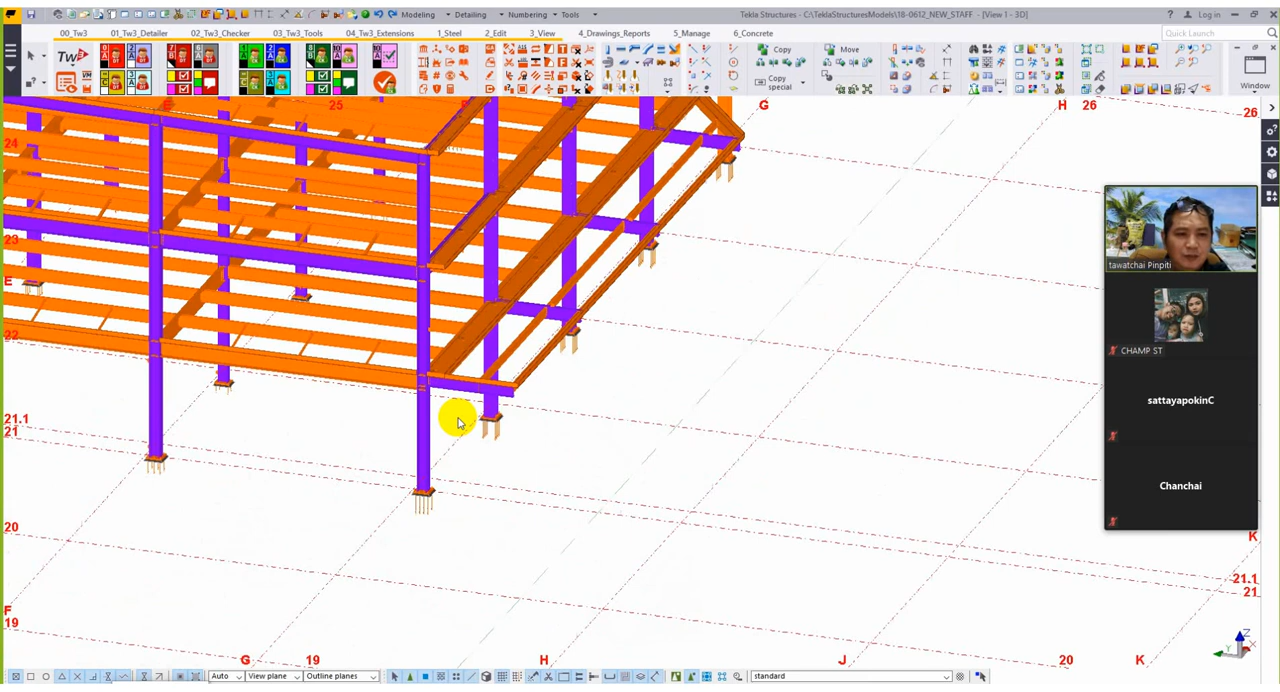 Modeling Detailing Numbering Tools
Tekla Structures - C:\TeklaStructuresModels\18-0612_NEW_STAFF - [View 1 - 3D]
Log in
00_Tw3 01_Tw3_Detailer 02_Tw3_Checker 03_Tw3_Tools 04_Tw3_Extensions 1_Steel 2_Edit 3_View 4_Drawings_Reports 5_Manage 6_Concrete
Quick Launch
Copy
Move
Copy special
Window
E 25 F G H 26 26
24
23
E
22
21.1
21
20
F
19
G 19 H J 20 K
K
21.1
21
tawatchai Pinpiti
CHAMP ST
sattayapokinC
Chanchai
Z
Y
X
Auto View plane Outline planes standard